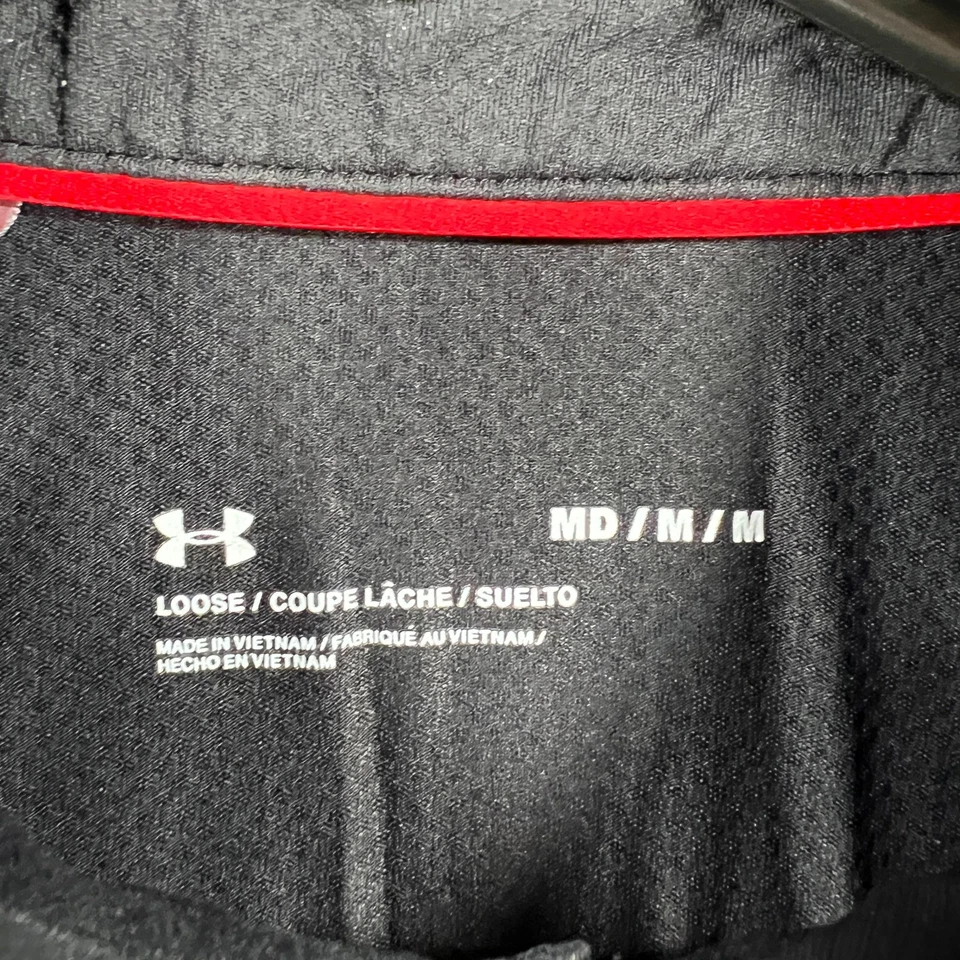 MD / M / M
LOOSE / COUPE LÂCHE / SUELTO
MADE IN VIETNAM / FABRIQUÉ AU VIETNAM /
HECHO EN VIETNAM